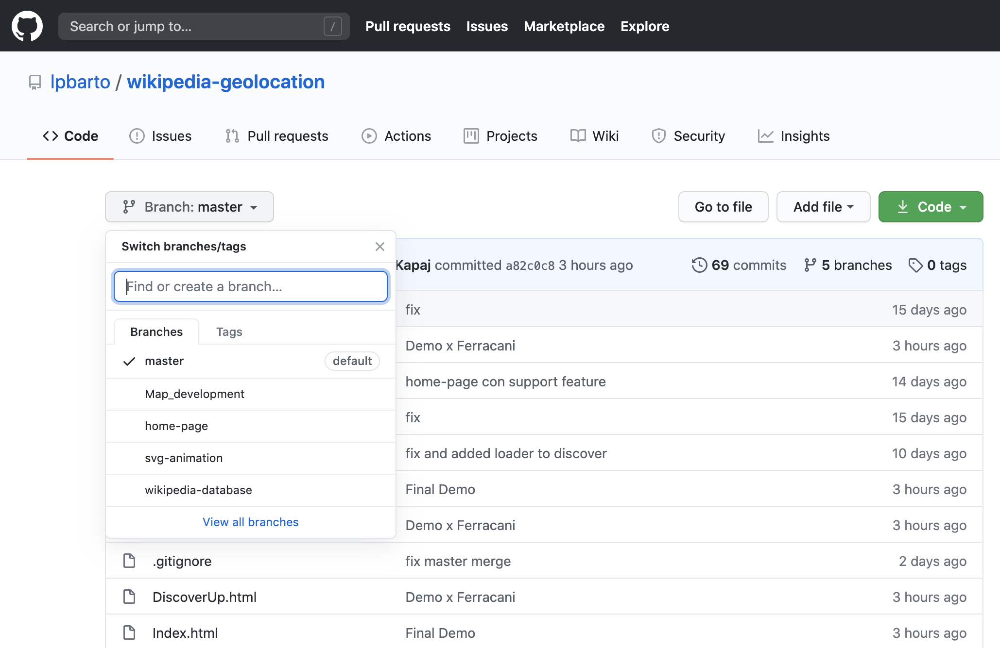 Search or jump to... /
Pull requests Issues Marketplace Explore
lpbarto / wikipedia-geolocation
Code Issues Pull requests Actions Projects Wiki Security Insights
Branch: master
Go to file Add file Code
Switch branches/tags
Kapaj committed a82c0c8 3 hours ago 69 commits 5 branches 0 tags
Find or create a branch...
fix 15 days ago
Branches Tags
Demo x Ferracani 3 hours ago
master default
home-page con support feature 14 days ago
Map_development
fix 15 days ago
home-page
fix and added loader to discover 10 days ago
svg-animation
Final Demo 3 hours ago
wikipedia-database
View all branches
Demo x Ferracani 3 hours ago
.gitignore fix master merge 2 days ago
DiscoverUp.html Demo x Ferracani 3 hours ago
Index.html Final Demo 3 hours ago